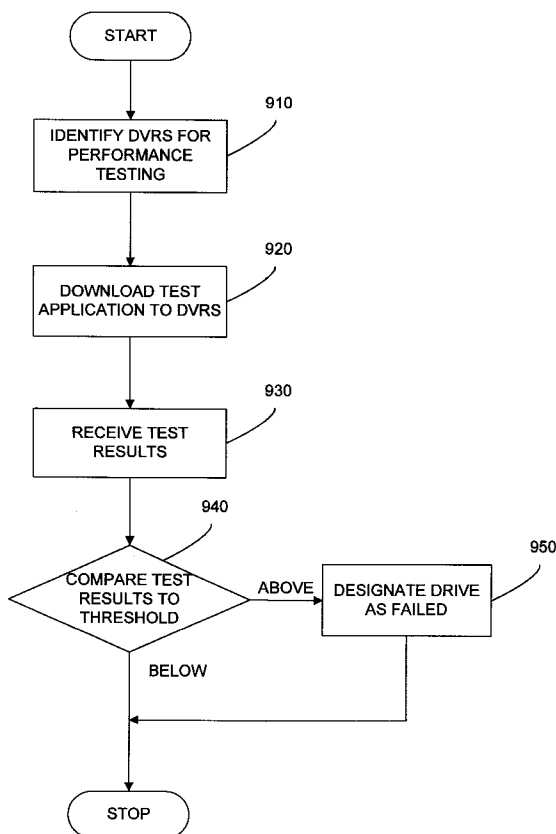 START
910
IDENTIFY DVRS FOR
PERFORMANCE
TESTING
920
DOWNLOAD TEST
APPLICATION TO DVRS
930
RECEIVE TEST
RESULTS
940
COMPARE TEST
RESULTS TO
THRESHOLD
ABOVE
950
DESIGNATE DRIVE
AS FAILED
BELOW
STOP